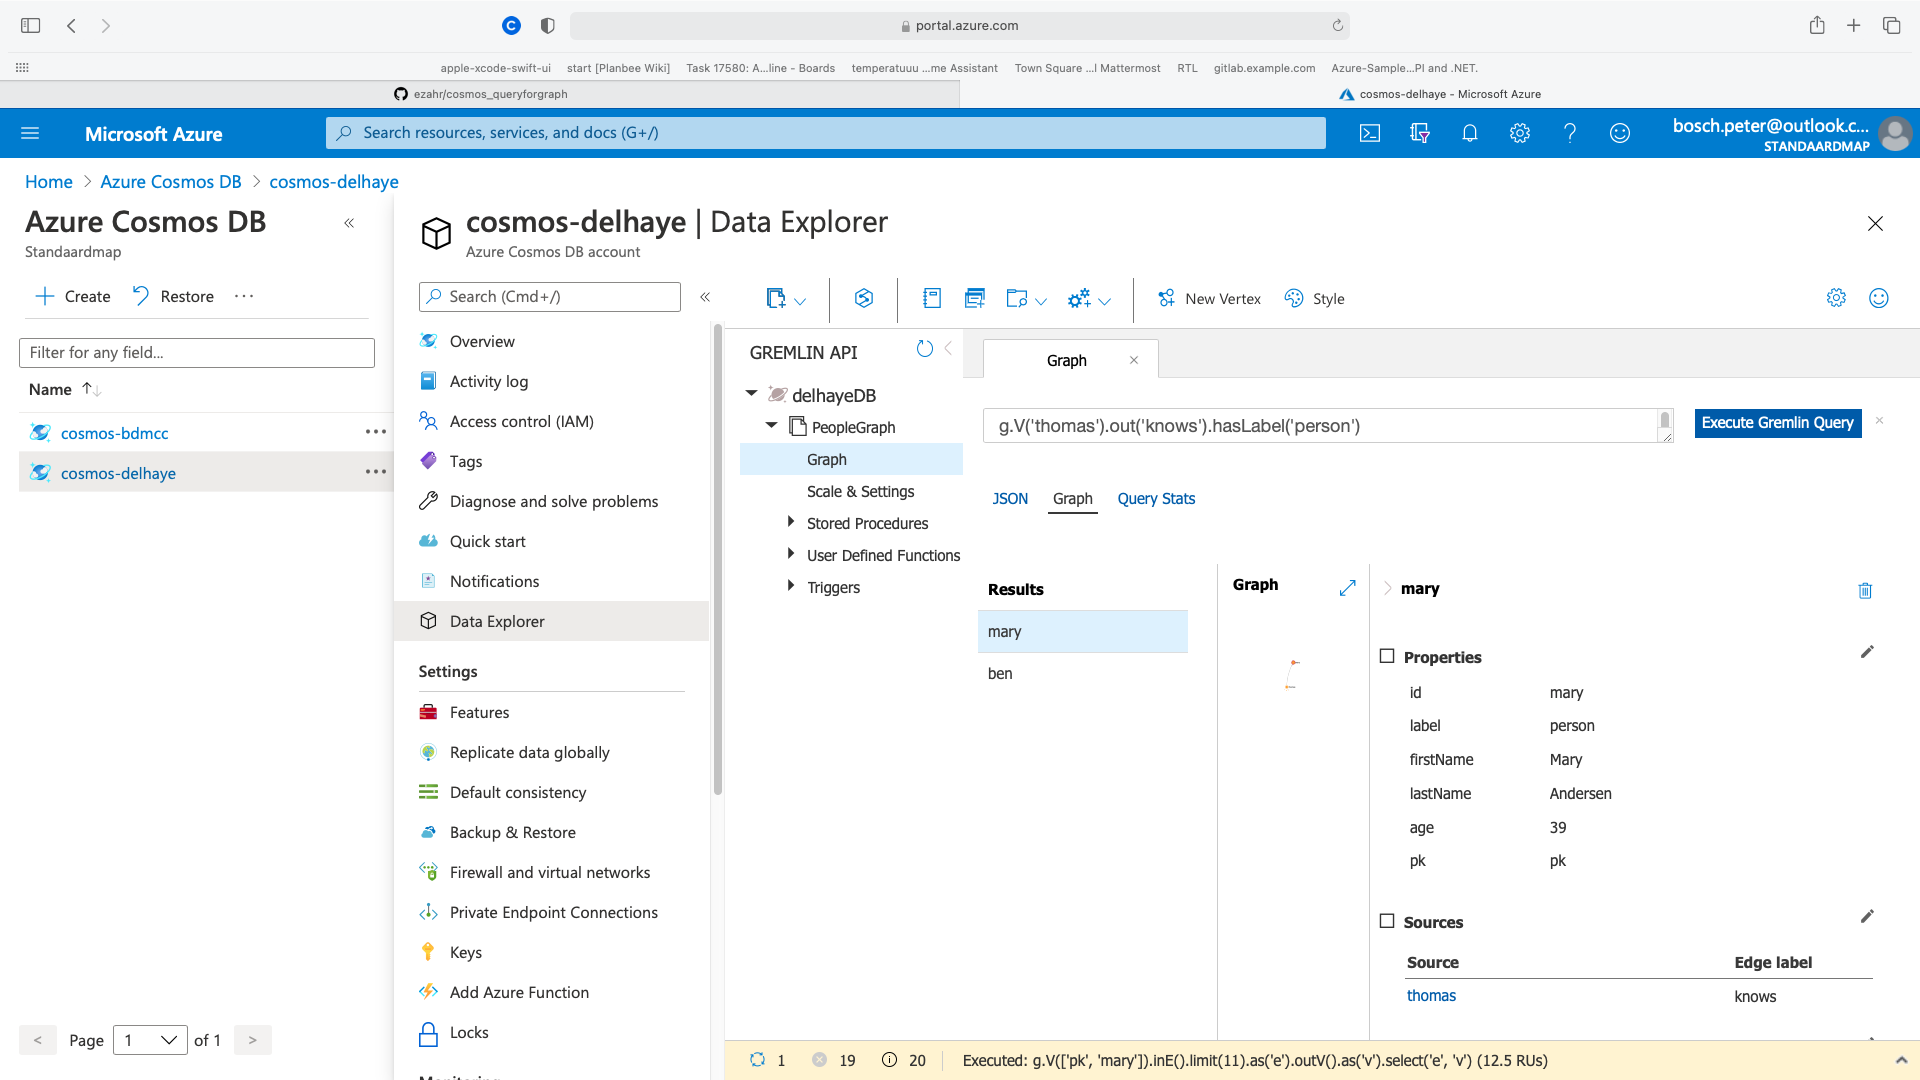 portal.azure.com
apple-xcode-swift-ui
start [Planbee Wiki]
Task 17580: A...line - Boards
temperatuuu ...me Assistant
Town Square ...l Mattermost
RTL
gitlab.example.com
Azure-Sample...PI and .NET.
ezahr/cosmos_queryforgraph
cosmos-delhaye - Microsoft Azure
Microsoft Azure
Search resources, services, and docs (G+/)
bosch.peter@outlook.c...
STANDAARDMAP
Home > Azure Cosmos DB > cosmos-delhaye
Azure Cosmos DB
Standaardmap
Create
Restore
Filter for any field...
Name
cosmos-bdmcc
cosmos-delhaye
Page 1 of 1
cosmos-delhaye | Data Explorer
Azure Cosmos DB account
Search (Cmd+/)
Overview
Activity log
Access control (IAM)
Tags
Diagnose and solve problems
Quick start
Notifications
Data Explorer
Settings
Features
Replicate data globally
Default consistency
Backup & Restore
Firewall and virtual networks
Private Endpoint Connections
Keys
Add Azure Function
Locks
Monitoring
New Vertex
Style
GREMLIN API
delhayeDB
PeopleGraph
Graph
Scale & Settings
Stored Procedures
User Defined Functions
Triggers
Graph
g.V('thomas').out('knows').hasLabel('person')
Execute Gremlin Query
JSON
Graph
Query Stats
Results
mary
ben
Graph
mary
Properties
id mary
label person
firstName Mary
lastName Andersen
age 39
pk pk
Sources
Source Edge label
thomas knows
1 19 20 Executed: g.V(['pk', 'mary']).inE().limit(11).as('e').outV().as('v').select('e', 'v') (12.5 RUs)